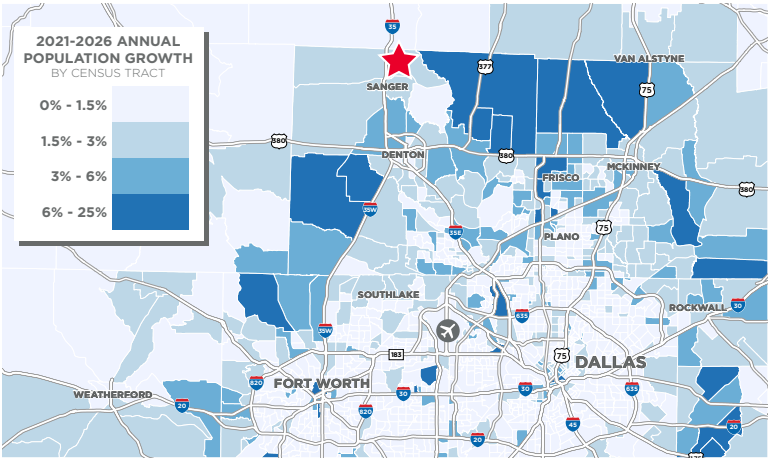 2021-2026 ANNUAL
POPULATION GROWTH
BY CENSUS TRACT
0% - 1.5%
1.5% - 3%
3% - 6%
6% - 25%
35
377
VAN ALSTYNE
SANGER
75
380
DENTON
380
MCKINNEY
FRISCO
380
35W
35E
75
PLANO
SOUTHLAKE
ROCKWALL
30
635
35W
183
75
DALLAS
820
FORT WORTH
30
30
635
WEATHERFORD
20
820
45
20
20